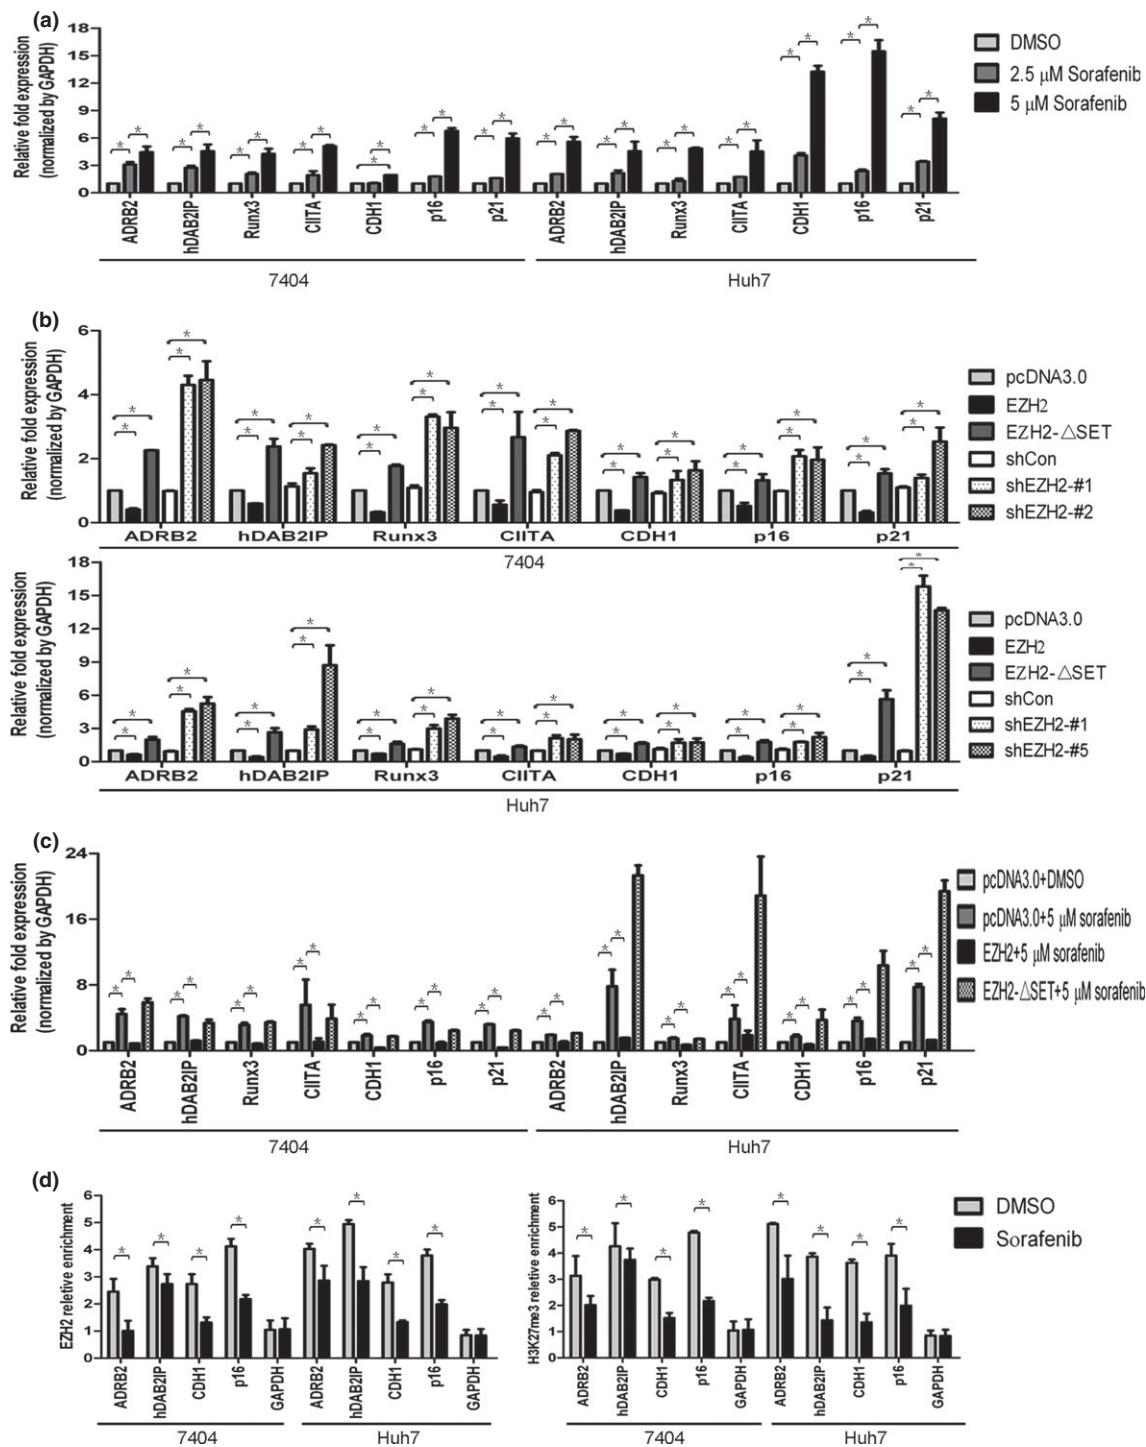 (a)
Relative fold expression
(normalized by GAPDH)
18
15
12
9
6
3
0
* * * * * * * * * * * * * * * * * * * * * * * * * * * *
DMSO
2.5 µM Sorafenib
5 µM Sorafenib
ADRB2 hDAB2IP Runx3 CIITA CDH1 p16 p21 ADRB2 hDAB2IP Runx3 CIITA CDH1 p16 p21
7404 Huh7
(b)
Relative fold expression
(normalized by GAPDH)
6
4
2
0
* * * * * * * * * * * * * * * * * * * * * * * * * * * *
pcDNA3.0
EZH2
EZH2-△SET
shCon
shEZH2-#1
shEZH2-#2
ADRB2 hDAB2IP Runx3 CIITA CDH1 p16 p21
7404
Relative fold expression
(normalized by GAPDH)
18
15
12
9
6
3
0
* * * * * * * * * * * * * * * * * * * * * * * * * * * *
pcDNA3.0
EZH2
EZH2-△SET
shCon
shEZH2-#1
shEZH2-#5
ADRB2 hDAB2IP Runx3 CIITA CDH1 p16 p21
Huh7
(c)
Relative fold expression
(normalized by GAPDH)
24
16
8
0
* * * * * * * * * * * * * * * * * * * * * * * * * * * *
pcDNA3.0+DMSO
pcDNA3.0+5 µM sorafenib
EZH2+5 µM sorafenib
EZH2-△SET+5 µM sorafenib
ADRB2 hDAB2IP Runx3 CIITA CDH1 p16 p21 ADRB2 hDAB2IP Runx3 CIITA CDH1 p16 p21
7404 Huh7
(d)
EZH2 relative enrichment
6
5
4
3
2
1
0
* * * * * * * *
ADRB2 hDAB2IP CDH1 p16 GAPDH ADRB2 hDAB2IP CDH1 p16 GAPDH
7404 Huh7
H3K27me3 reletive enrichment
6
5
4
3
2
1
0
* * * * * * * *
DMSO
Sorafenib
ADRB2 hDAB2IP CDH1 p16 GAPDH ADRB2 hDAB2IP CDH1 p16 GAPDH
7404 Huh7